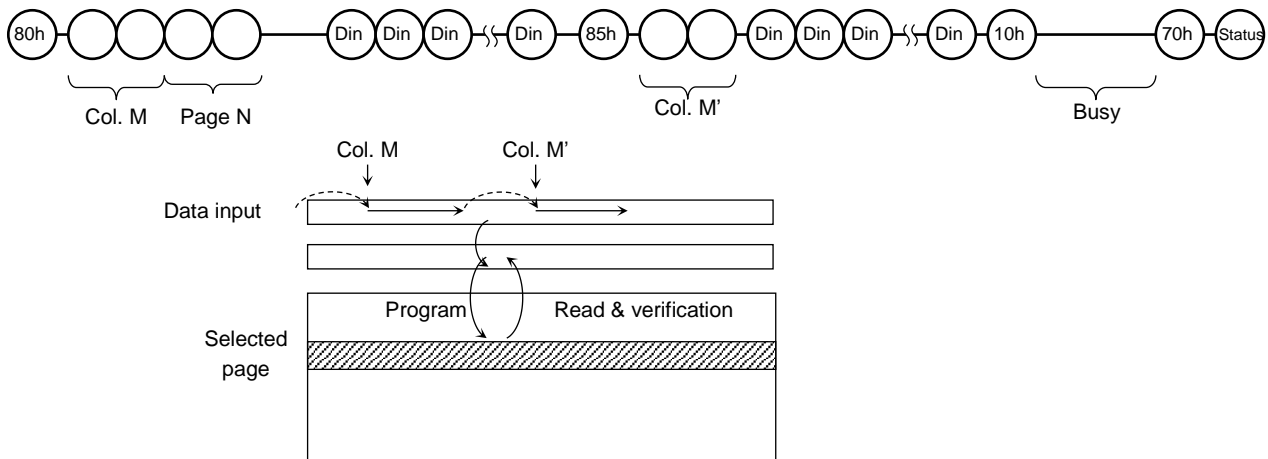 80h Din Din Din Din 85h Din Din Din Din 10h 70h Status
Col. M Page N Col. M’ Busy
Col. M Col. M’
Data input
Program Read & verification
Selected
page